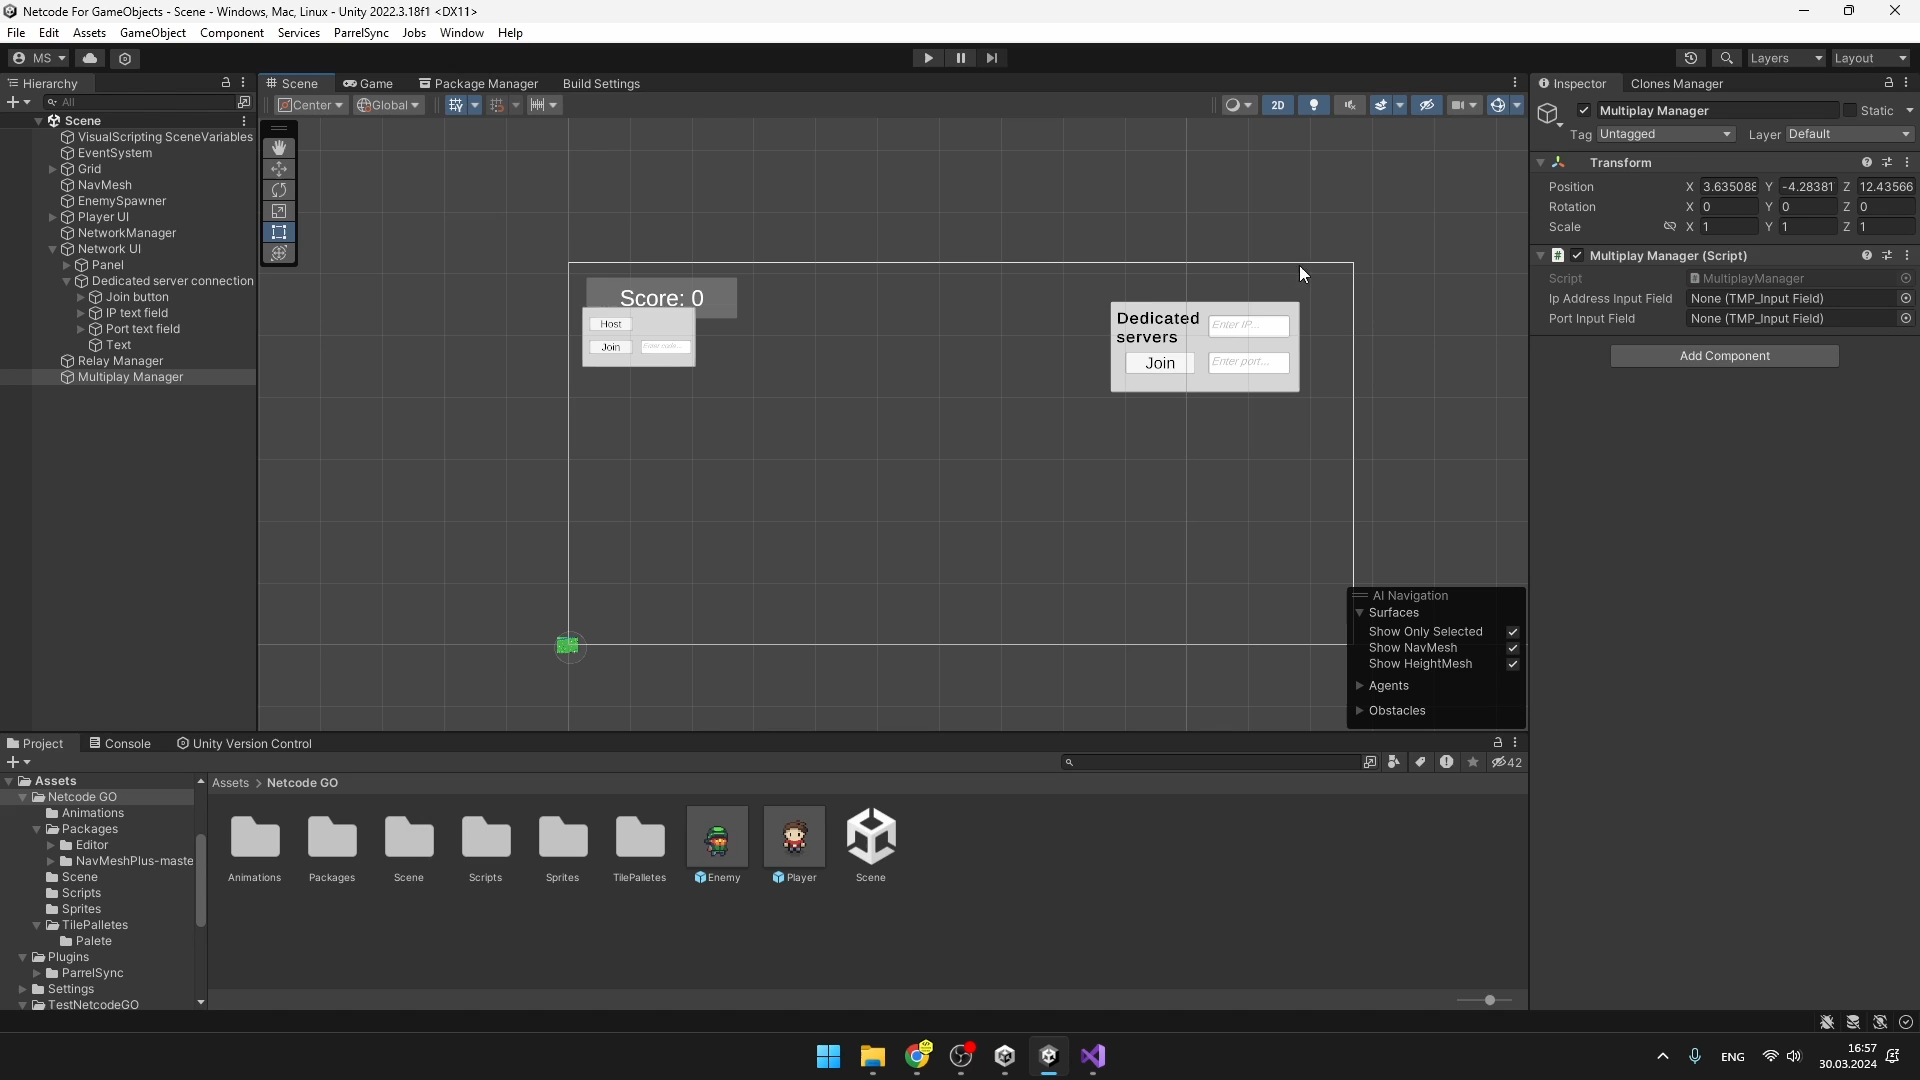 Netcode For GameObjects - Scene - Windows, Mac, Linux - Unity 2022.3.18f1 <DX11>
File Edit Assets GameObject Component Services ParrelSync Jobs Window Help
MS
Layers Layout
Hierarchy
Scene Game Package Manager Build Settings
Inspector Clones Manager
All
Center Global
2D
Scene
VisualScripting SceneVariables
EventSystem
Grid
NavMesh
EnemySpawner
Player UI
NetworkManager
Network UI
Panel
Dedicated server connection
Join button
IP text field
Port text field
Text
Relay Manager
Multiplay Manager
Score: 0
Host
Join Enter code...
Dedicated
servers
Enter IP...
Join Enter port...
AI Navigation
Surfaces
Show Only Selected
Show NavMesh
Show HeightMesh
Agents
Obstacles
Multiplay Manager Static
Tag Untagged Layer Default
Transform
Position X 3.635088 Y -4.28381 Z 12.43566
Rotation X 0 Y 0 Z 0
Scale X 1 Y 1 Z 1
Multiplay Manager (Script)
Script MultiplayManager
Ip Address Input Field None (TMP_Input Field)
Port Input Field None (TMP_Input Field)
Add Component
Project Console Unity Version Control
42
Assets
Netcode GO
Animations
Packages
Editor
NavMeshPlus-maste
Scene
Scripts
Sprites
TilePalletes
Palete
Plugins
ParrelSync
Settings
TestNetcodeGO
Assets > Netcode GO
Animations Packages Scene Scripts Sprites TilePalletes Enemy Player Scene
ENG
16:57
30.03.2024